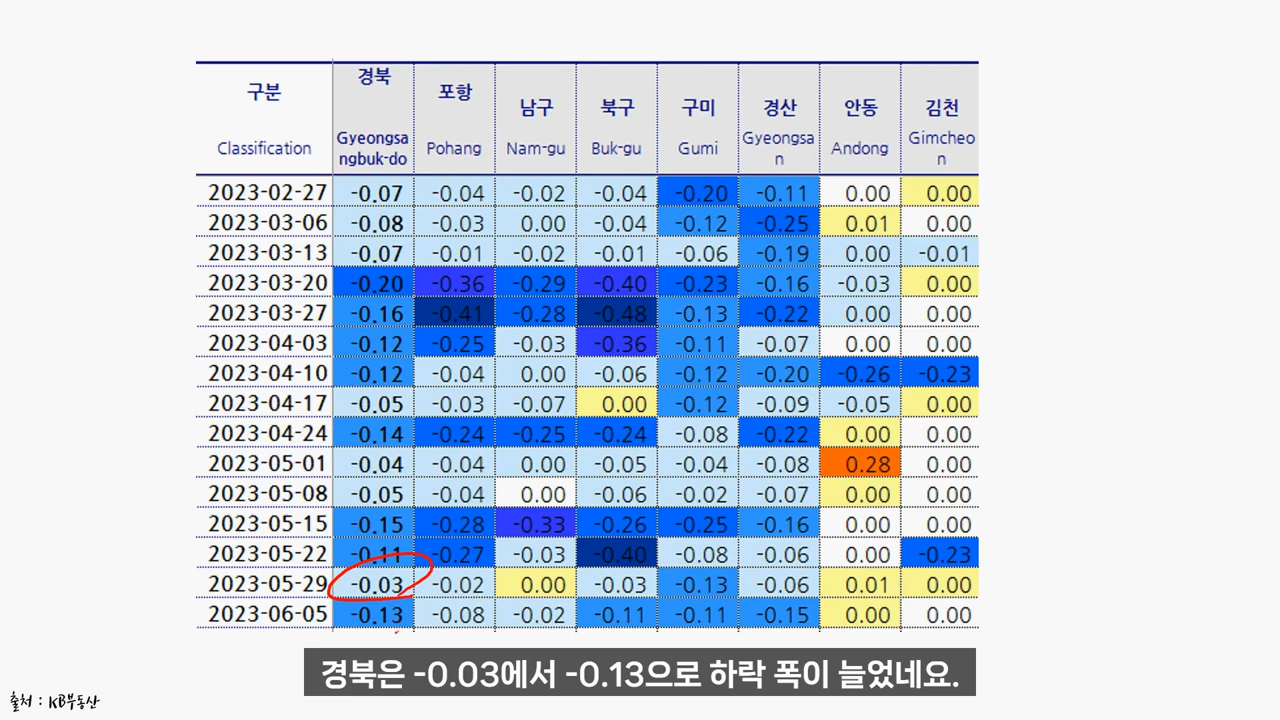 구분 경북 포항 남구 북구 구미 경산 안동 김천
Classification Gyeongsa ngbuk-do Pohang Nam-gu Buk-gu Gumi Gyeongsa n Andong Gimcheo n
2023-02-27 -0.07 -0.04 -0.02 -0.04 -0.20 -0.11 0.00 0.00
2023-03-06 -0.08 -0.03 0.00 -0.04 -0.12 -0.25 0.01 0.00
2023-03-13 -0.07 -0.01 -0.02 -0.01 -0.06 -0.19 0.00 -0.01
2023-03-20 -0.20 -0.36 -0.29 -0.40 -0.23 -0.16 -0.03 0.00
2023-03-27 -0.16 -0.41 -0.28 -0.48 -0.13 -0.22 0.00 0.00
2023-04-03 -0.12 -0.25 -0.03 -0.36 -0.11 -0.07 0.00 0.00
2023-04-10 -0.12 -0.04 0.00 -0.06 -0.12 -0.20 -0.26 -0.23
2023-04-17 -0.05 -0.03 -0.07 0.00 -0.12 -0.09 -0.05 0.00
2023-04-24 -0.14 -0.24 -0.25 -0.24 -0.08 -0.22 0.00 0.00
2023-05-01 -0.04 -0.04 0.00 -0.05 -0.04 -0.08 0.28 0.00
2023-05-08 -0.05 -0.04 0.00 -0.06 -0.02 -0.07 0.00 0.00
2023-05-15 -0.15 -0.28 -0.33 -0.26 -0.25 -0.16 0.00 0.00
2023-05-22 -0.11 -0.27 -0.03 -0.40 -0.08 -0.06 0.00 -0.23
2023-05-29 -0.03 -0.02 0.00 -0.03 -0.13 -0.06 0.01 0.00
2023-06-05 -0.13 -0.08 -0.02 -0.11 -0.11 -0.15 0.00 0.00
경북은 -0.03에서 -0.13으로 하락 폭이 늘었네요.
출처 : KB부동산